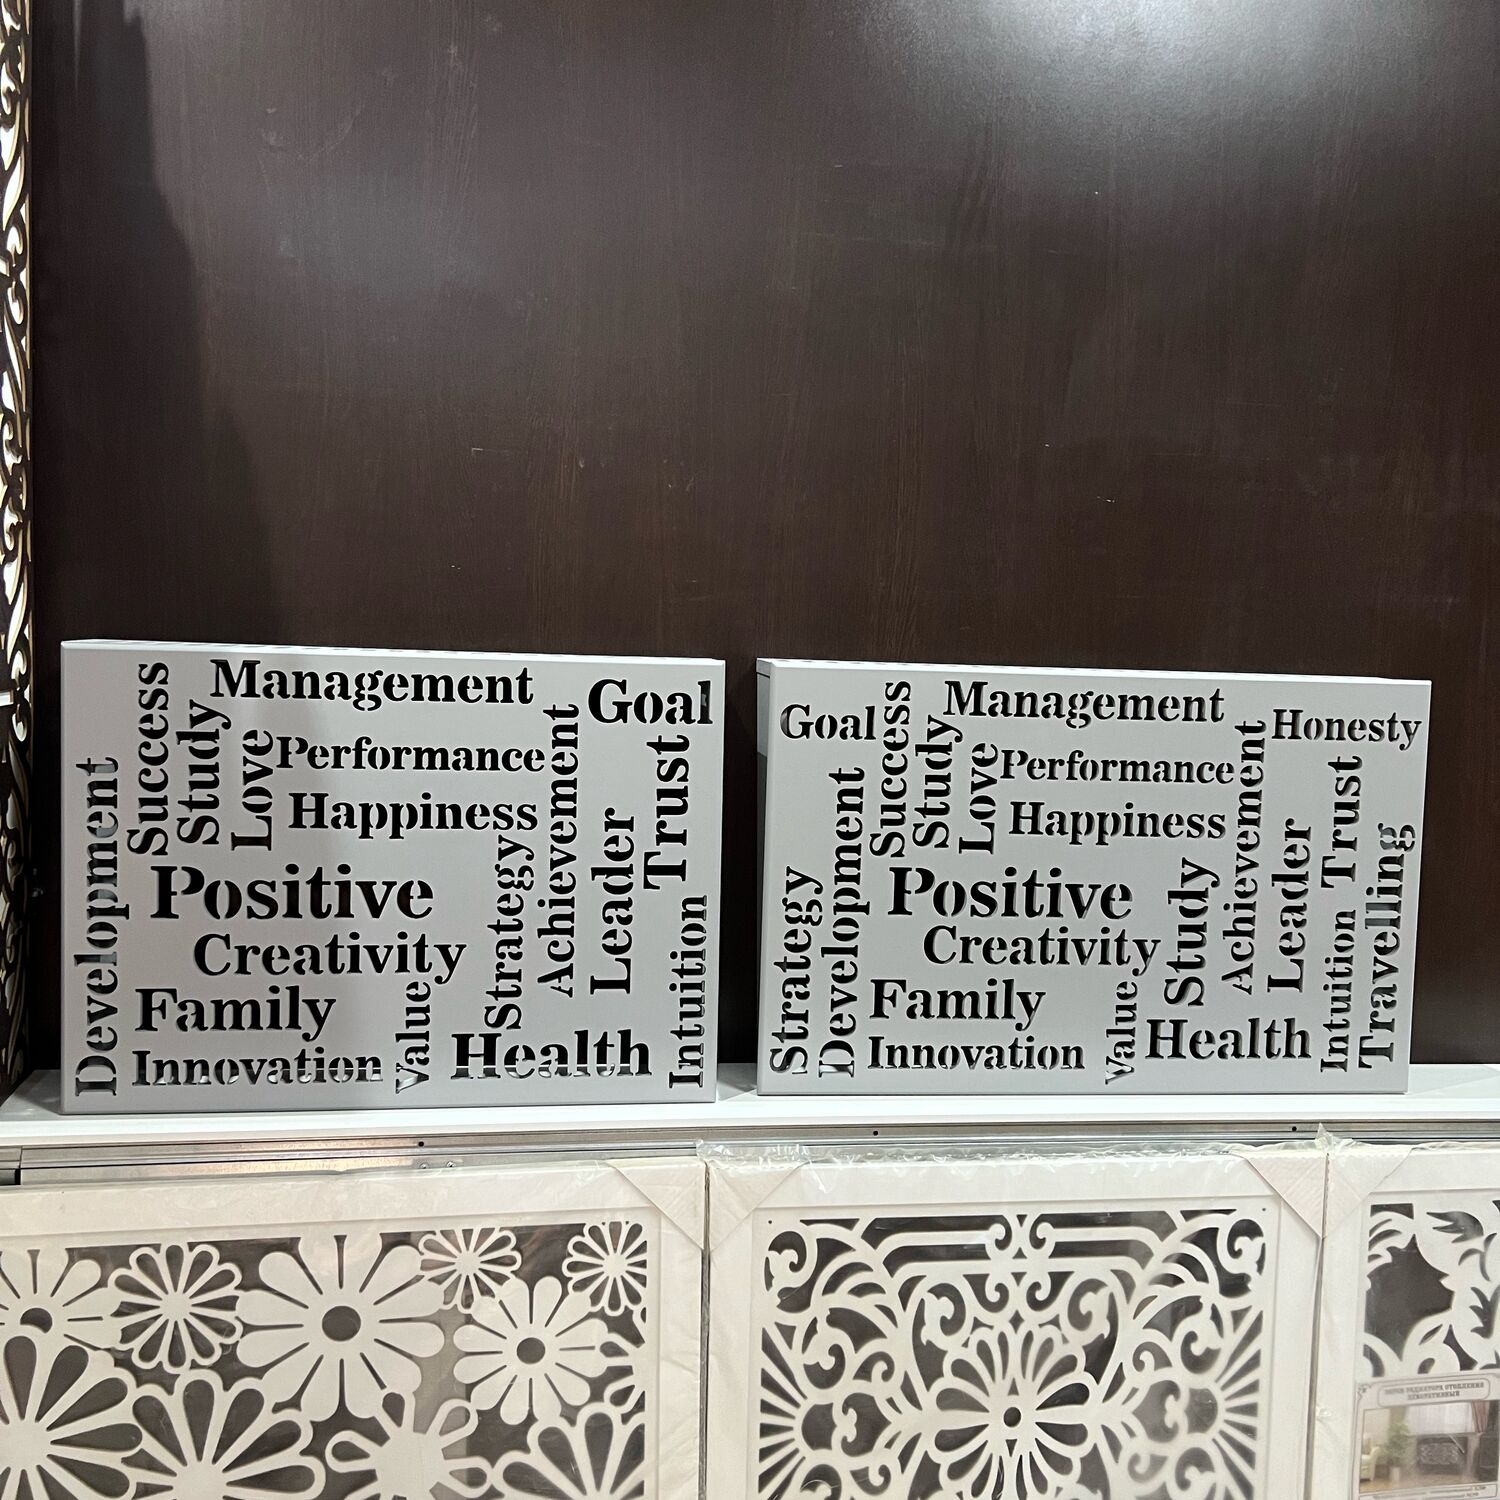 Management
Goal
Success
Study
Love
Performance
Happiness
Achievement
Trust
Development
Positive
Creativity
Strategy
Leader
Family
Value
Intuition
Innovation
Health
Goal
Success
Management
Honesty
Study
Love
Performance
Happiness
Achievement
Trust
Strategy
Development
Positive
Creativity
Study
Leader
Travelling
Family
Value
Intuition
Innovation
Health